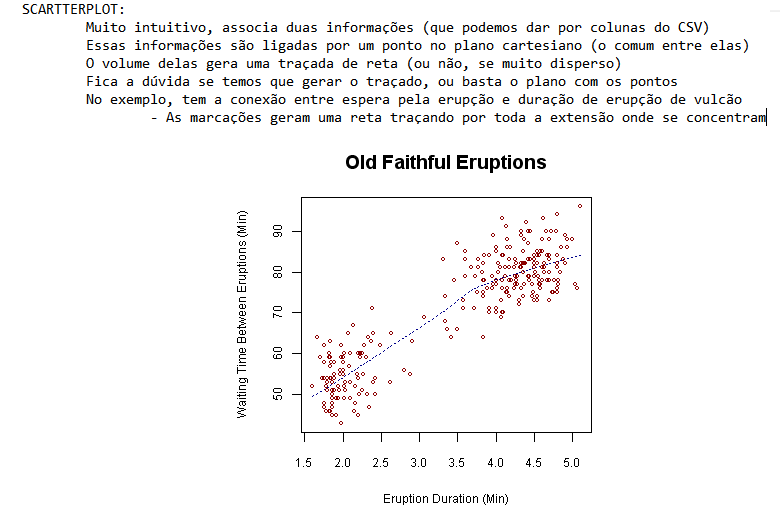 SCARTTERPLOT:
Muito intuitivo, associa duas informações (que podemos dar por colunas do CSV)
Essas informações são ligadas por um ponto no plano cartesiano (o comum entre elas)
O volume delas gera uma traçada de reta (ou não, se muito disperso)
Fica a dúvida se temos que gerar o traçado, ou basta o plano com os pontos
No exemplo, tem a conexão entre espera pela erupção e duração de erupção de vulcão
- As marcações geram uma reta traçando por toda a extensão onde se concentram
Old Faithful Eruptions
Waiting Time Between Eruptions (Min)
90
80
70
60
50
1.5 2.0 2.5 3.0 3.5 4.0 4.5 5.0
Eruption Duration (Min)